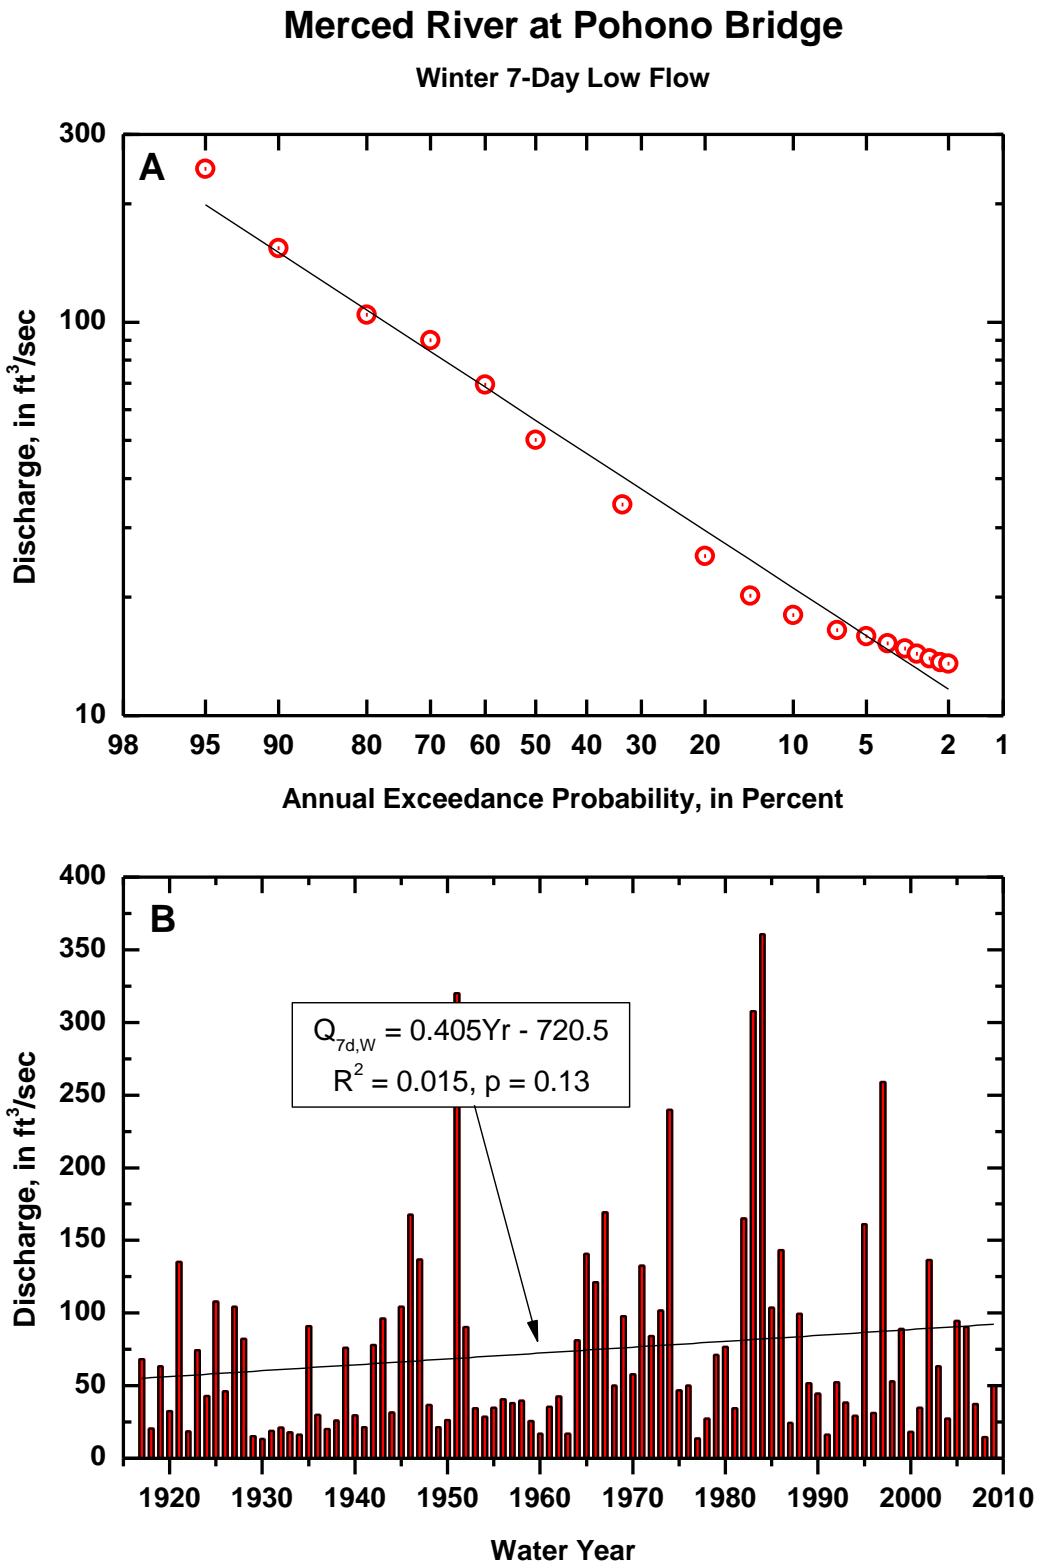 Merced River at Pohono Bridge
Winter 7-Day Low Flow
300
100
10
Discharge, in ft³/sec
A
98 95 90 80 70 60 50 40 30 20 10 5 2 1
Annual Exceedance Probability, in Percent
400
350
300
250
200
150
100
50
0
Discharge, in ft³/sec
B
Q7d,W = 0.405Yr - 720.5
R² = 0.015, p = 0.13
1920 1930 1940 1950 1960 1970 1980 1990 2000 2010
Water Year